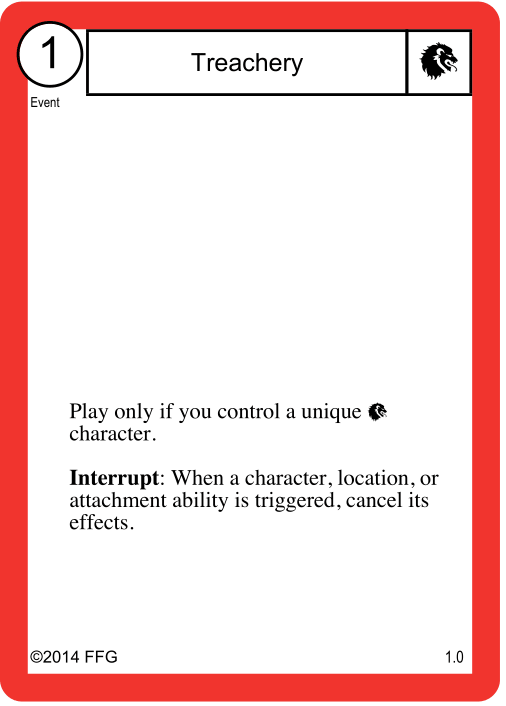 1
Treachery
Event
Play only if you control a unique
character.
Interrupt: When a character, location, or
attachment ability is triggered, cancel its
effects.
©2014 FFG
1.0